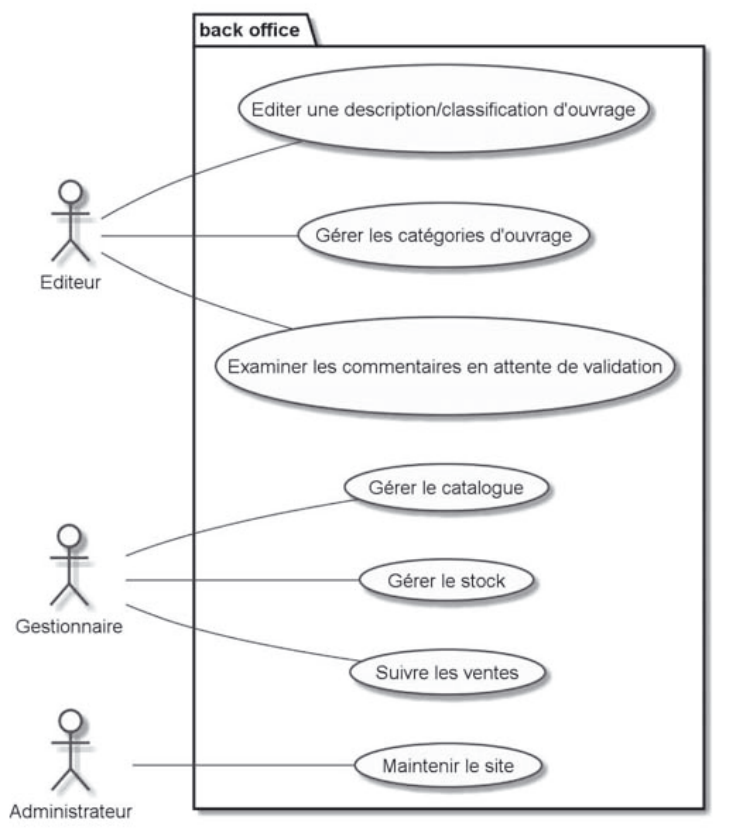 back office
Editer une description/classification d'ouvrage
Gérer les catégories d'ouvrage
Editeur
Examiner les commentaires en attente de validation
Gérer le catalogue
Gérer le stock
Gestionnaire
Suivre les ventes
Maintenir le site
Administrateur